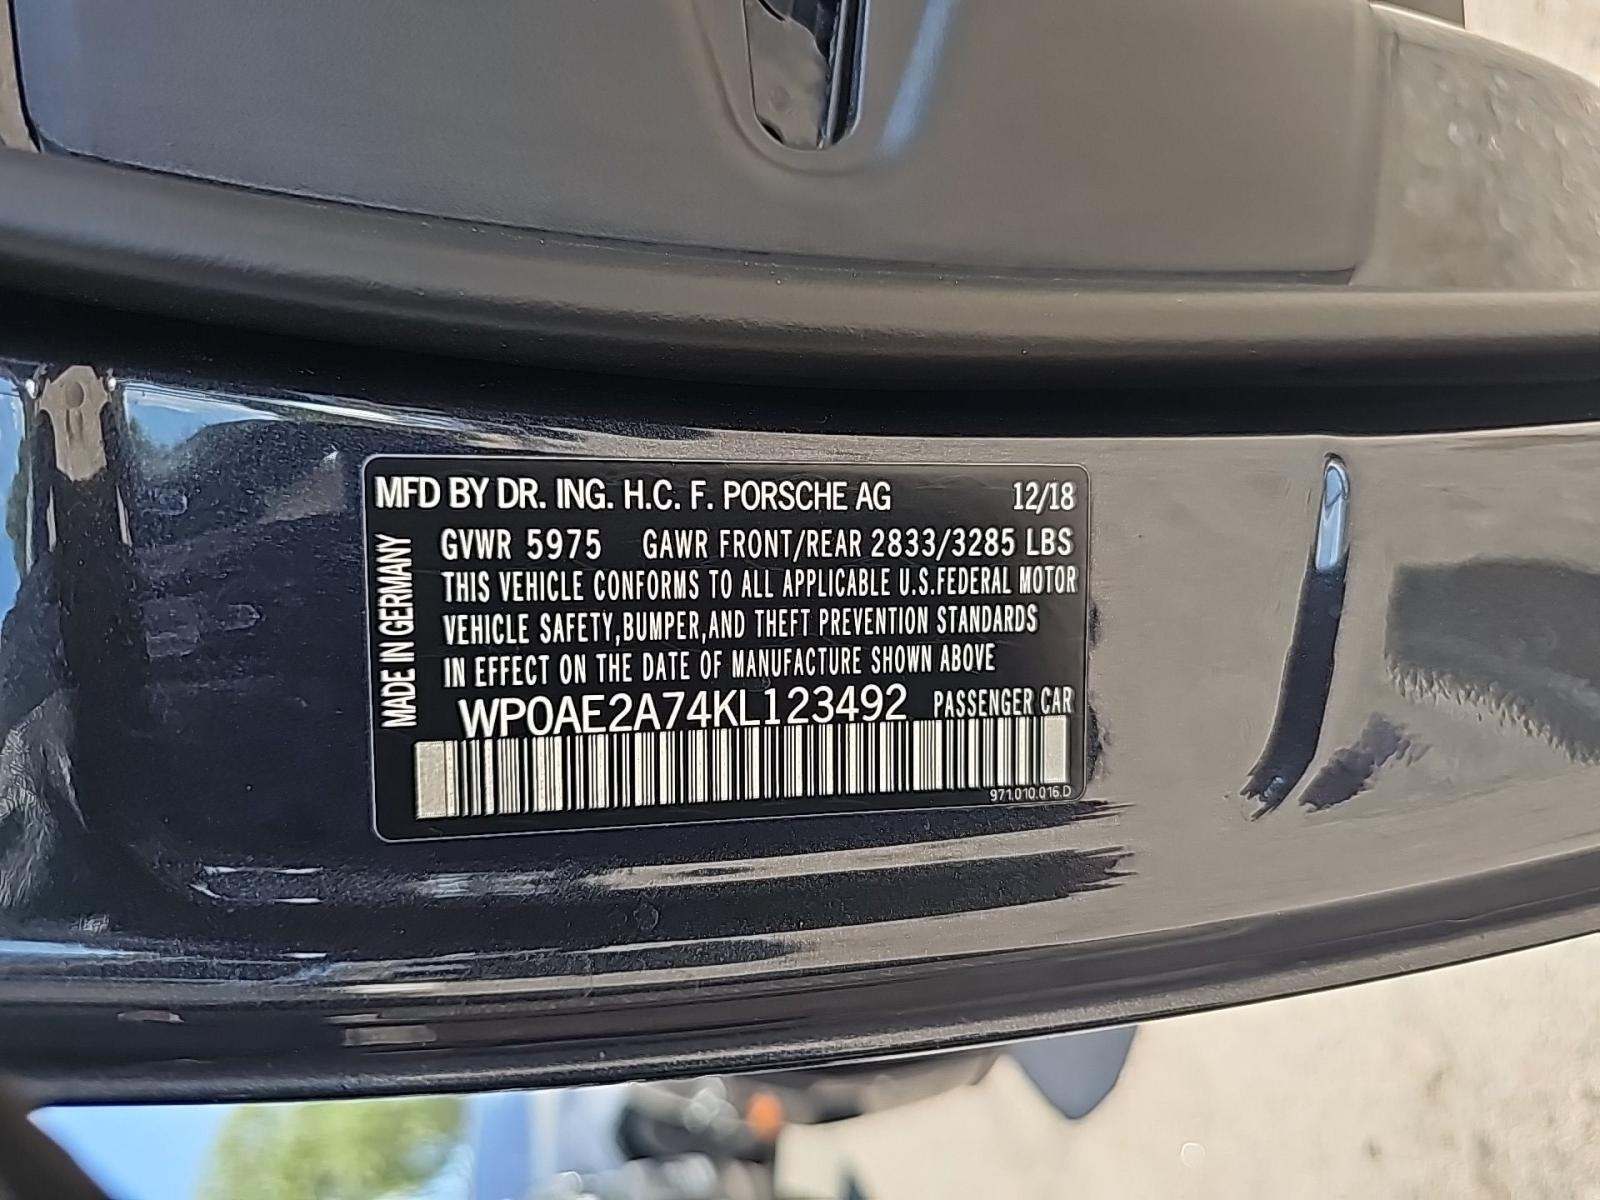 MFD BY DR. ING. H.C. F. PORSCHE AG 12/18
GVWR 5975 GAWR FRONT/REAR 2833/3285 LBS
THIS VEHICLE CONFORMS TO ALL APPLICABLE U.S.FEDERAL MOTOR
VEHICLE SAFETY,BUMPER,AND THEFT PREVENTION STANDARDS
IN EFFECT ON THE DATE OF MANUFACTURE SHOWN ABOVE
WP0AE2A74KL123492 PASSENGER CAR
971.010.016.D
MADE IN GERMANY